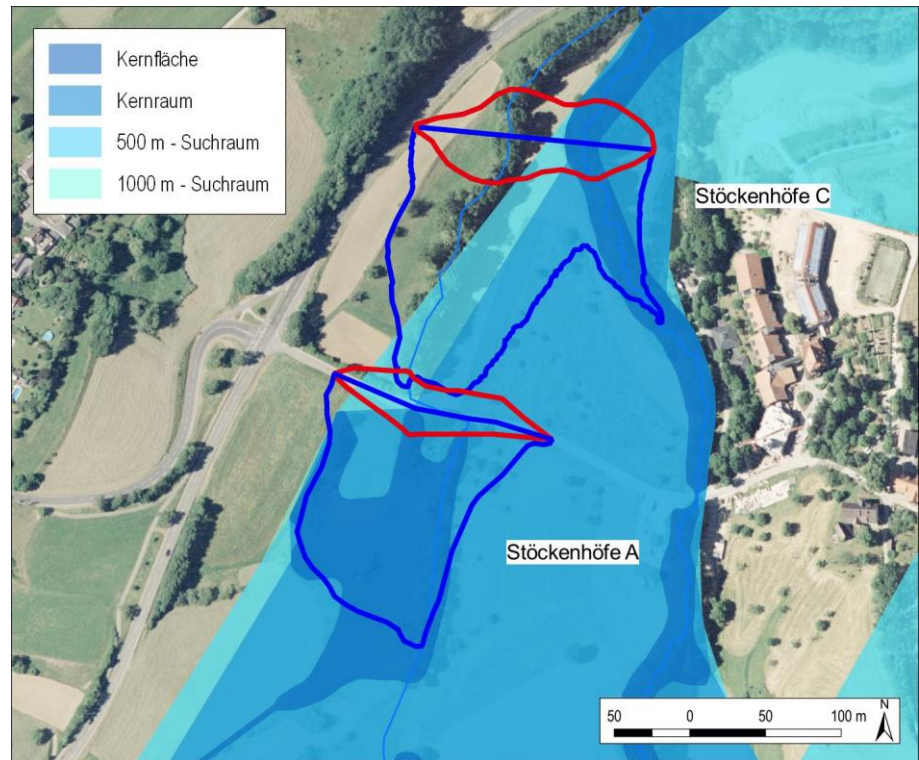 Kernfläche
Kernraum
500 m - Suchraum
1000 m - Suchraum
Stöckenhöfe C
Stöckenhöfe A
50 0 50 100 m
N